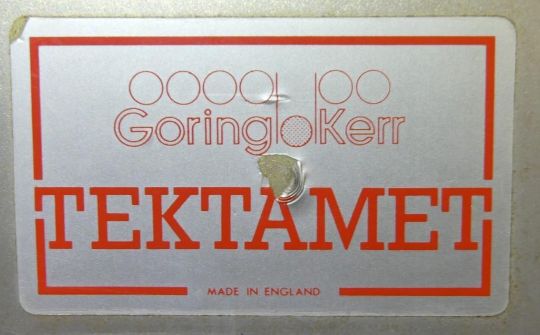 Goring Kerr
TEKTAMET
MADE IN ENGLAND